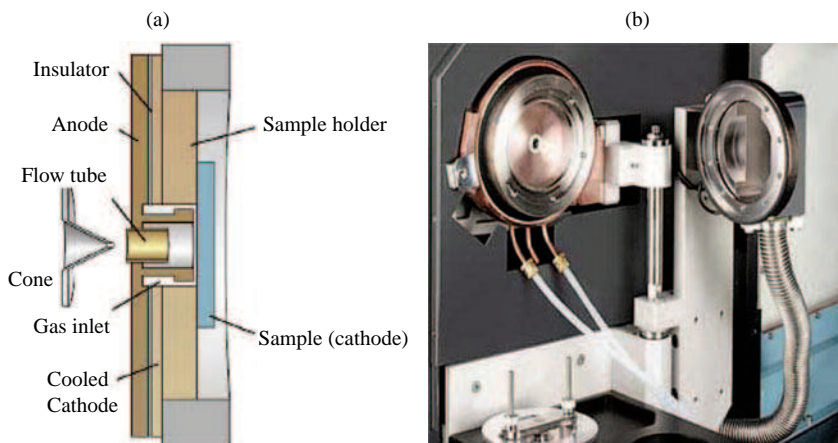 (a)
(b)
Insulator
Anode
Sample holder
Flow tube
Cone
Gas inlet
Sample (cathode)
Cooled
Cathode